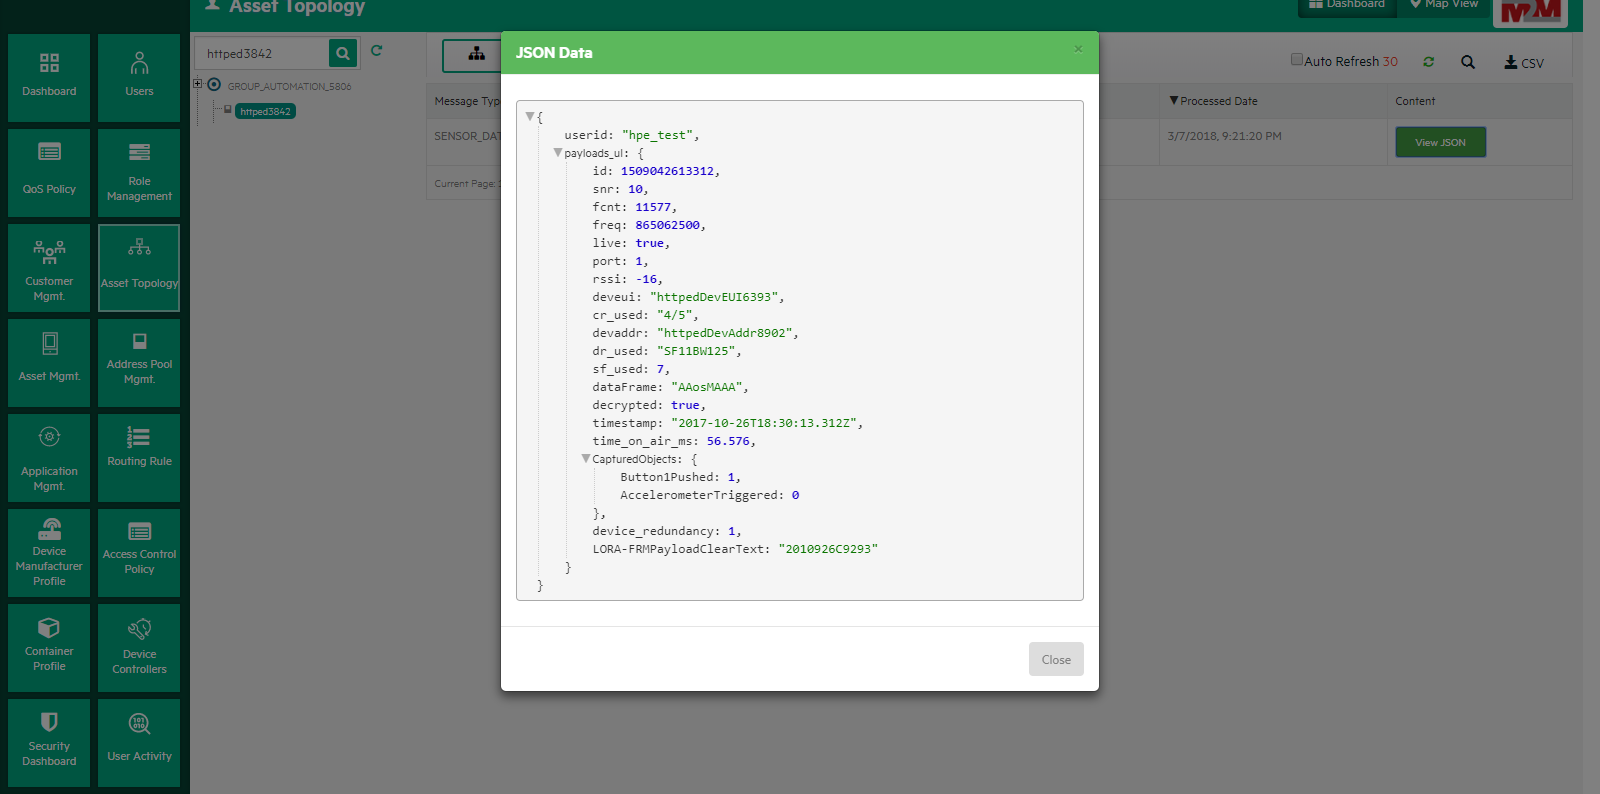 Asset Topology
Dashboard
Map View
M2M
Dashboard
Users
QoS Policy
Role
Management
Customer
Mgmt.
Asset Topology
Asset Mgmt.
Address Pool
Mgmt.
Application
Mgmt.
Routing Rule
Device
Manufacturer
Profile
Access Control
Policy
Container
Profile
Device
Controllers
Security
Dashboard
User Activity
httped3842
GROUP_AUTOMATION_5806
httped3842
Auto Refresh 30
CSV
Message Typ
Processed Date
Content
SENSOR_DAT
3/7/2018, 9:21:20 PM
View JSON
Current Page:
JSON Data
×
{
userid: "hpe_test",
payloads_ul: {
id: 1509042613312,
snr: 10,
fcnt: 11577,
freq: 865062500,
live: true,
port: 1,
rssi: -16,
deveui: "httpedDevEUI6393",
cr_used: "4/5",
devaddr: "httpedDevAddr8902",
dr_used: "SF11BW125",
sf_used: 7,
dataFrame: "AAosMAAA",
decrypted: true,
timestamp: "2017-10-26T18:30:13.312Z",
time_on_air_ms: 56.576,
CapturedObjects: {
Button1Pushed: 1,
AccelerometerTriggered: 0
},
device_redundancy: 1,
LORA-FRMPayloadClearText: "2010926C9293"
}
}
Close